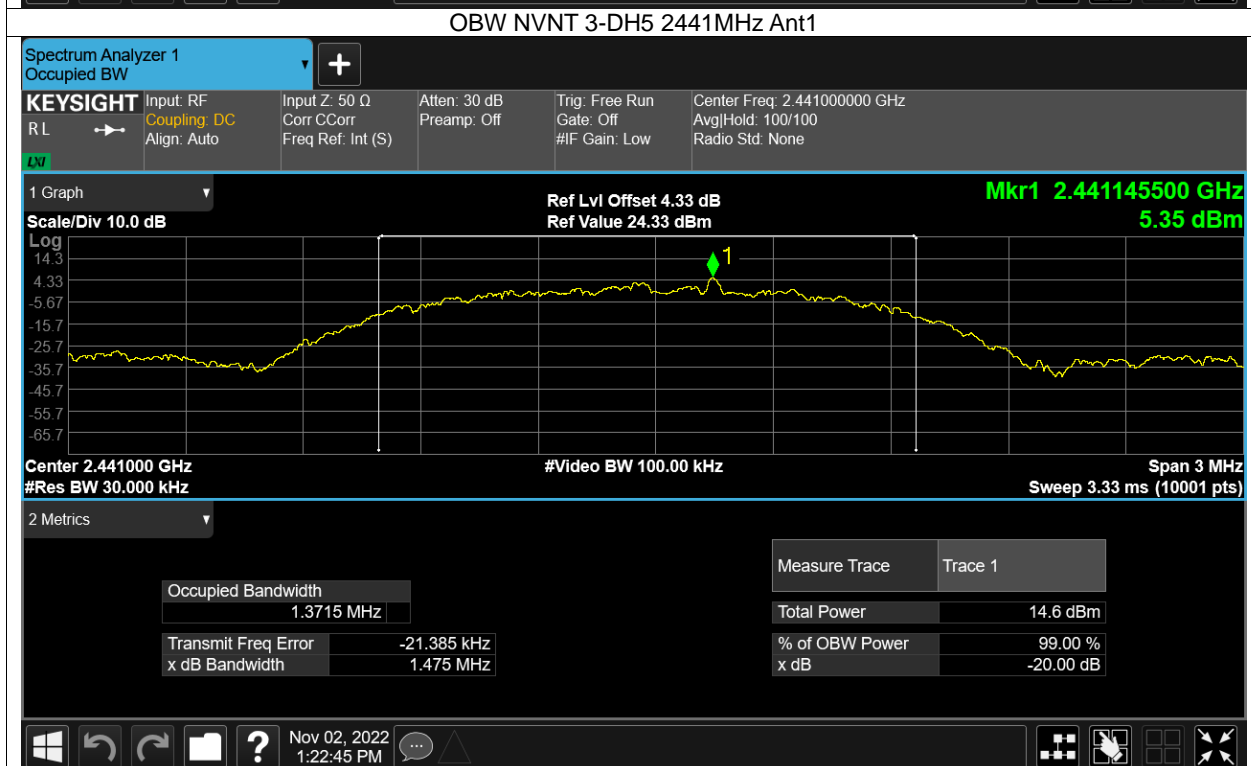 OBW NVNT 3-DH5 2441MHz Ant1
Spectrum Analyzer 1
Occupied BW
KEYSIGHT Input: RF Input Z: 50 Ω Atten: 30 dB Trig: Free Run Center Freq: 2.441000000 GHz
RL Coupling: DC Corr CCorr Preamp: Off Gate: Off Avg|Hold: 100/100
Align: Auto Freq Ref: Int (S) #IF Gain: Low Radio Std: None
LXI
1 Graph Ref Lvl Offset 4.33 dB Mkr1 2.441145500 GHz
Scale/Div 10.0 dB Ref Value 24.33 dBm 5.35 dBm
Log
1
14.3
4.33
-5.67
-15.7
-25.7
-35.7
-45.7
-55.7
-65.7
Center 2.441000 GHz #Video BW 100.00 kHz Span 3 MHz
#Res BW 30.000 kHz Sweep 3.33 ms (10001 pts)
2 Metrics
Measure Trace Trace 1
Occupied Bandwidth
1.3715 MHz Total Power 14.6 dBm
Transmit Freq Error -21.385 kHz % of OBW Power 99.00 %
x dB Bandwidth 1.475 MHz x dB -20.00 dB
Nov 02, 2022
1:22:45 PM